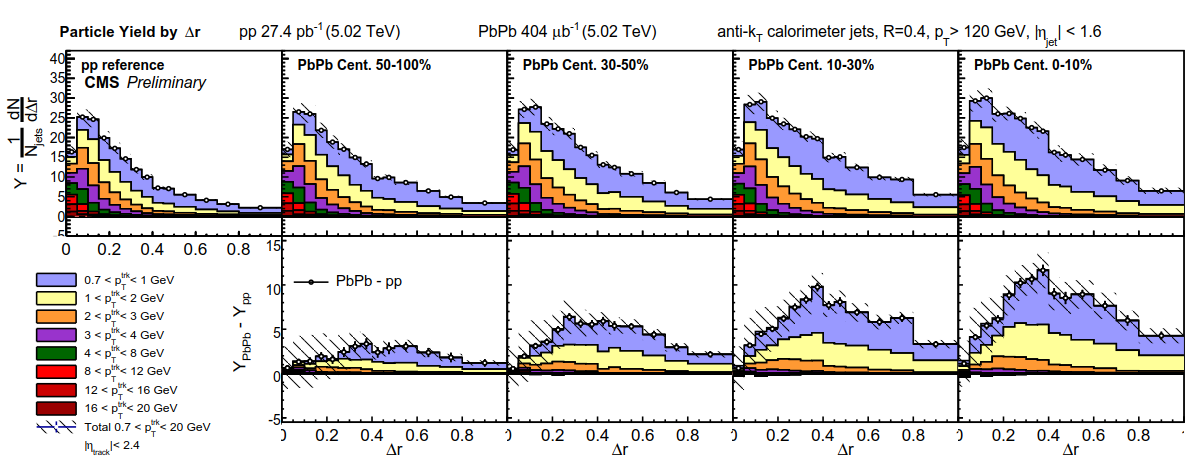 Particle Yield by Δr pp 27.4 pb⁻¹(5.02 TeV) PbPb 404 μb⁻¹(5.02 TeV) anti-k_T calorimeter jets, R=0.4, p_T> 120 GeV, |η_jet| < 1.6
pp reference
CMS Preliminary
PbPb Cent. 50-100%
PbPb Cent. 30-50%
PbPb Cent. 10-30%
PbPb Cent. 0-10%
Y = 1/N_jets dN/dΔr
40
35
30
25
20
15
10
5
0
-5
0 0.2 0.4 0.6 0.8
0.7 < p_T^trk< 1 GeV
1 < p_T^trk< 2 GeV
2 < p_T^trk< 3 GeV
3 < p_T^trk< 4 GeV
4 < p_T^trk< 8 GeV
8 < p_T^trk< 12 GeV
12 < p_T^trk< 16 GeV
16 < p_T^trk< 20 GeV
Total 0.7 < p_T^trk< 20 GeV
|η_track|< 2.4
Y_PbPb - Y_pp
15
10
5
0
-5
PbPb - pp
0 0.2 0.4 0.6 0.8
0 0.2 0.4 0.6 0.8
0 0.2 0.4 0.6 0.8
0 0.2 0.4 0.6 0.8 1
Δr
Δr
Δr
Δr